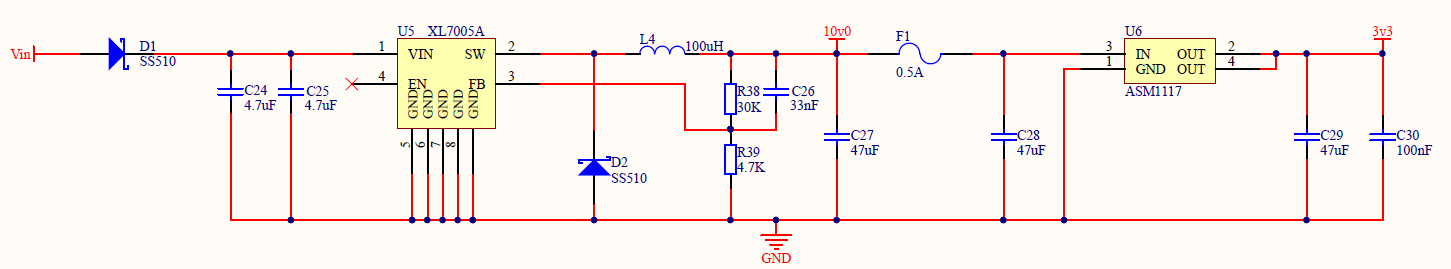 Vin
D1
SS510
C24
4.7uF
C25
4.7uF
U5 XL7005A
1 VIN SW 2
4 EN FB 3
GND GND GND GND GND
5 6 7 8
L4
100uH
D2
SS510
R38
30K
C26
33nF
R39
4.7K
10v0
C27
47uF
GND
F1
0.5A
C28
47uF
U6
3 IN OUT 2
1 GND OUT 4
ASM1117
C29
47uF
3v3
C30
100nF